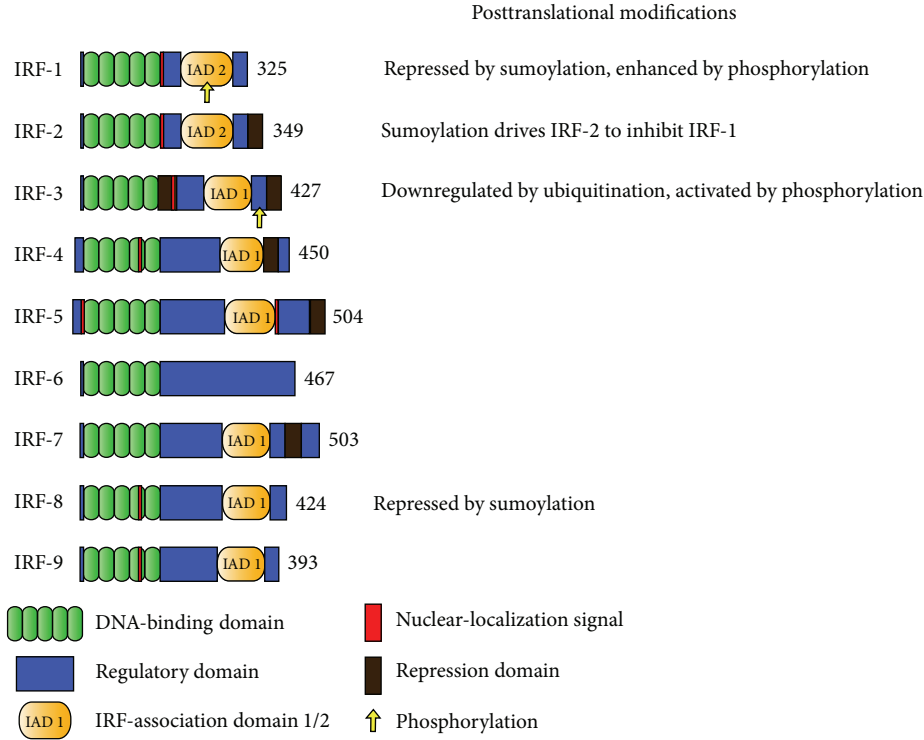 Posttranslational modifications
IRF-1 IAD 2 325 Repressed by sumoylation, enhanced by phosphorylation
IRF-2 IAD 2 349 Sumoylation drives IRF-2 to inhibit IRF-1
IRF-3 IAD 1 427 Downregulated by ubiquitination, activated by phosphorylation
IRF-4 IAD 1 450
IRF-5 IAD 1 504
IRF-6 467
IRF-7 IAD 1 503
IRF-8 IAD 1 424 Repressed by sumoylation
IRF-9 IAD 1 393
DNA-binding domain Nuclear-localization signal
Regulatory domain Repression domain
IAD 1 IRF-association domain 1/2 Phosphorylation